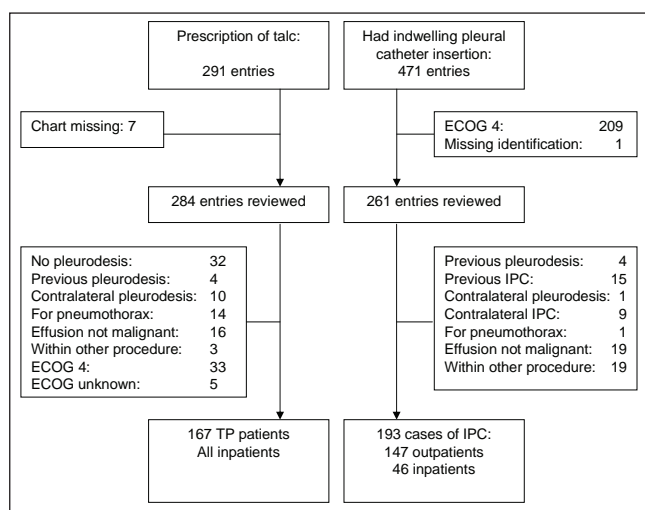 Prescription of talc:
291 entries
Had indwelling pleural
catheter insertion:
471 entries
Chart missing: 7
ECOG 4: 209
Missing identification: 1
284 entries reviewed
261 entries reviewed
No pleurodesis: 32
Previous pleurodesis: 4
Contralateral pleurodesis: 10
For pneumothorax: 14
Effusion not malignant: 16
Within other procedure: 3
ECOG 4: 33
ECOG unknown: 5
Previous pleurodesis: 4
Previous IPC: 15
Contralateral pleurodesis: 1
Contralateral IPC: 9
For pneumothorax: 1
Effusion not malignant: 19
Within other procedure: 19
167 TP patients
All inpatients
193 cases of IPC:
147 outpatients
46 inpatients